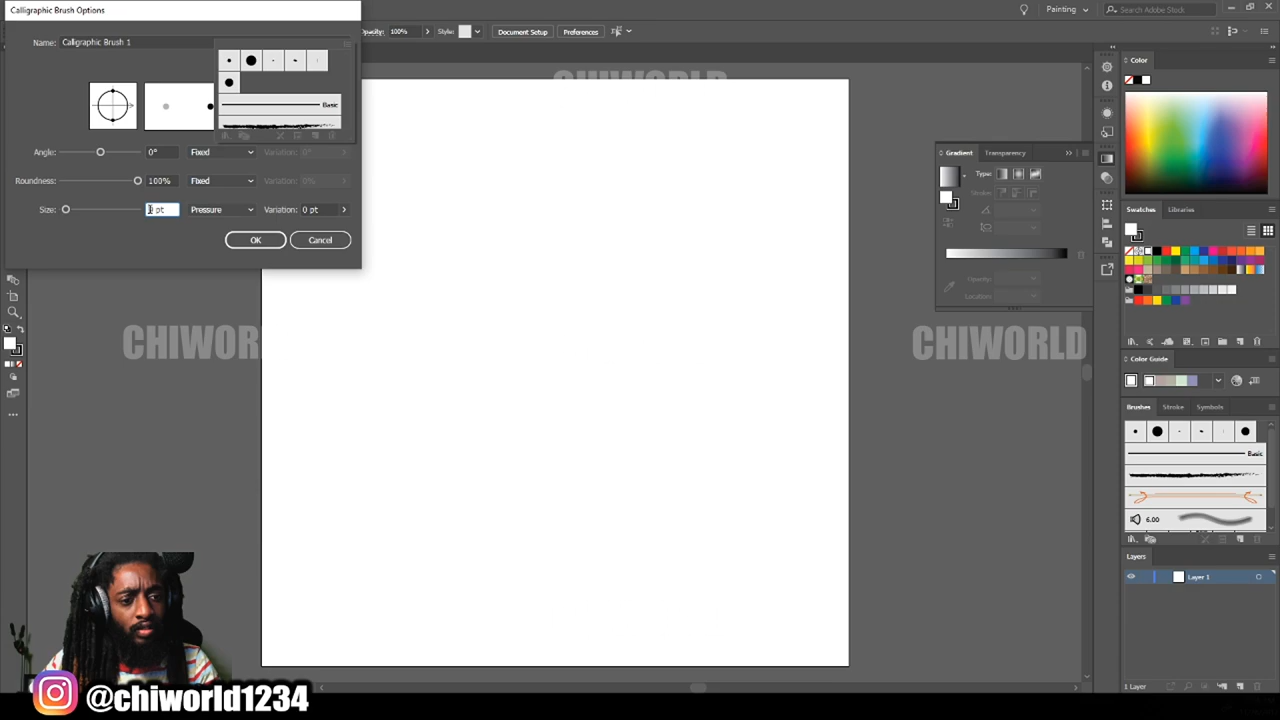 Calligraphic Brush Options
Painting
Search Adobe Stock
Name: Calligraphic Brush 1
Opacity: 100%
Style:
Document Setup
Preferences
CHIWORLD
Basic
Angle: 0° Fixed Variation: 0°
Roundness: 100% Fixed Variation: 0%
Size: pt Pressure Variation: 0 pt
OK Cancel
Color
Gradient Transparency
Type:
Stroke:
Opacity:
Location:
Swatches Libraries
CHIWOR
CHIWORLD
Color Guide
Brushes Stroke Symbols
Basic
6.00
Layers
Layer 1
1 Layer
@chiworld1234